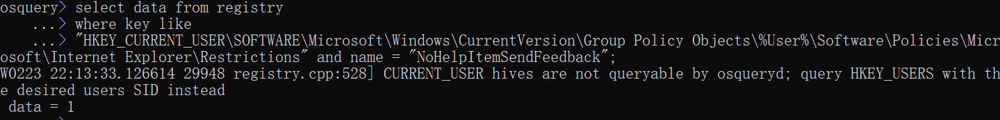 osquery> select data from registry
    ...> where key like
    ...> "HKEY_CURRENT_USER\SOFTWARE\Microsoft\Windows\CurrentVersion\Group Policy Objects\%User%\Software\Policies\Micr
osoft\Internet Explorer\Restrictions" and name = "NoHelpItemSendFeedback";
W0223 22:13:33.126614 29948 registry.cpp:528] CURRENT_USER hives are not queryable by osqueryd; query HKEY_USERS with th
e desired users SID instead
 data = 1